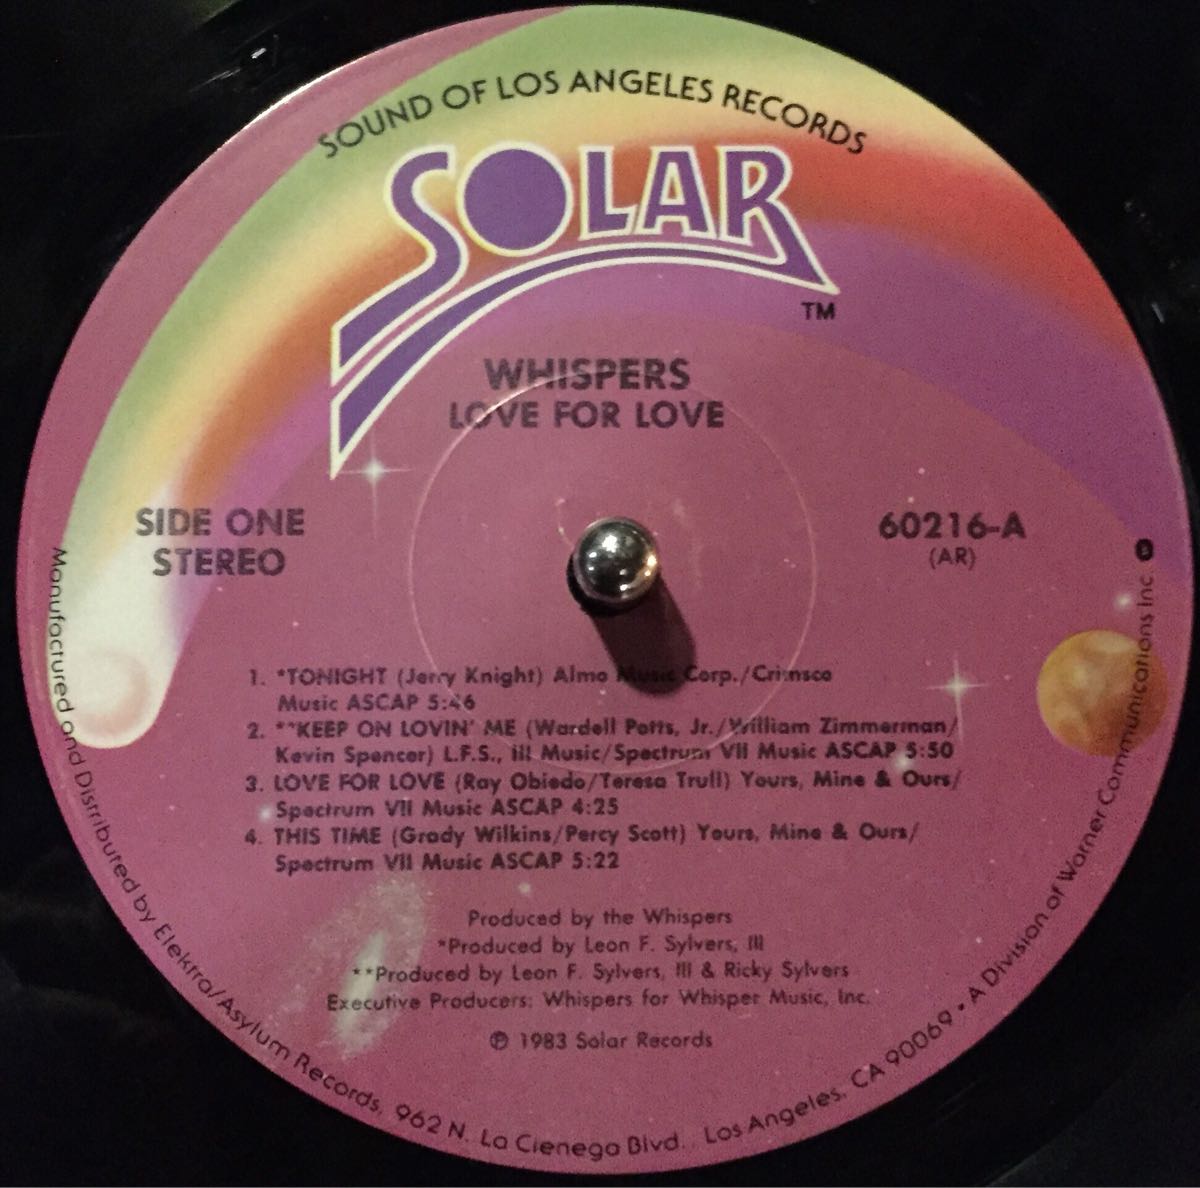 SOUND OF LOS ANGELES RECORDS
SOLAR
TM
WHISPERS
LOVE FOR LOVE
SIDE ONE
STEREO
60216-A
(AR)
1. *TONIGHT (Jerry Knight) Almo Music Corp./Crimsco
Music ASCAP 5:46
2. **KEEP ON LOVIN' ME (Wardell Potts, Jr./William Zimmerman/
Kevin Spencer) L.F.S., III Music/Spectrum VII Music ASCAP 5:50
3. LOVE FOR LOVE (Ray Obiedo/Teresa Trull) Yours, Mine & Ours/
Spectrum VII Music ASCAP 4:25
4. THIS TIME (Grady Wilkins/Percy Scott) Yours, Mine & Ours/
Spectrum VII Music ASCAP 5:22
Produced by the Whispers
*Produced by Leon F. Sylvers, III
**Produced by Leon F. Sylvers, III & Ricky Sylvers
Executive Producers: Whispers for Whisper Music, Inc.
℗ 1983 Solar Records
Manufactured and Distributed by Elektra/Asylum Records, 962 N. La Cienega Blvd., Los Angeles, CA 90069 • A Division of Warner Communications Inc.